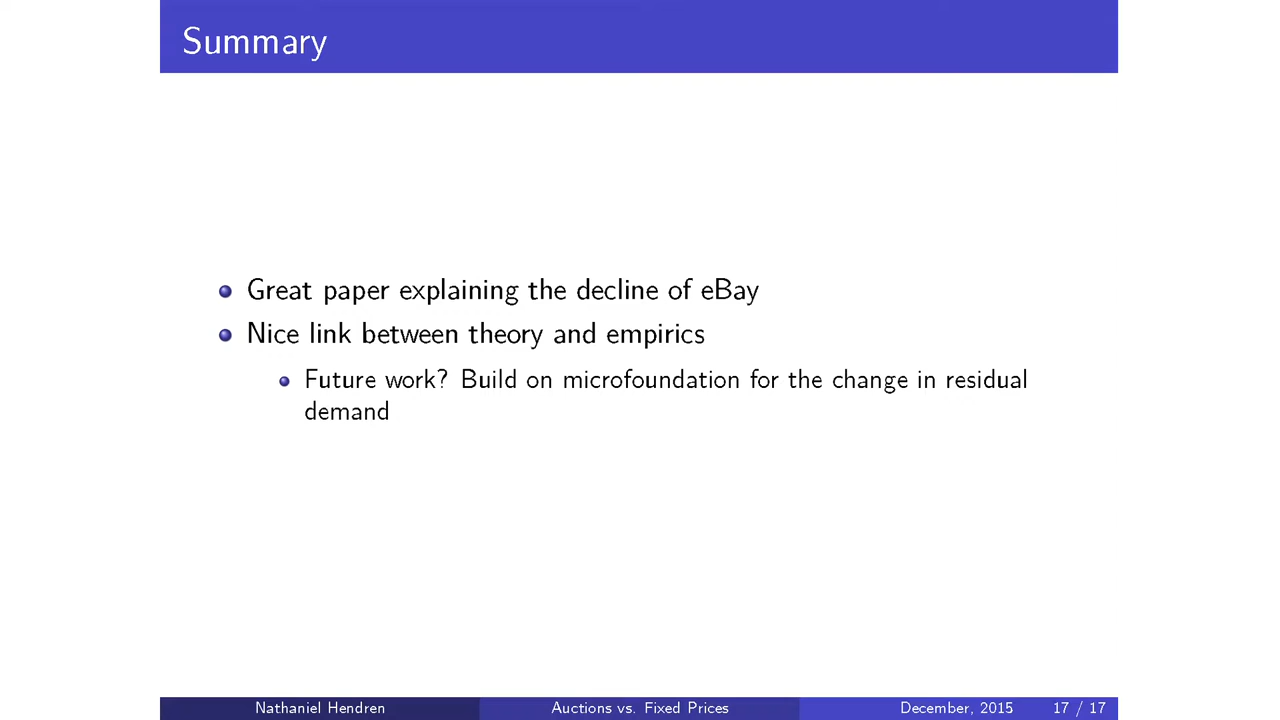 Summary
Great paper explaining the decline of eBay
Nice link between theory and empirics
Future work? Build on microfoundation for the change in residual
demand
Nathaniel Hendren
Auctions vs. Fixed Prices
December, 2015
17 / 17